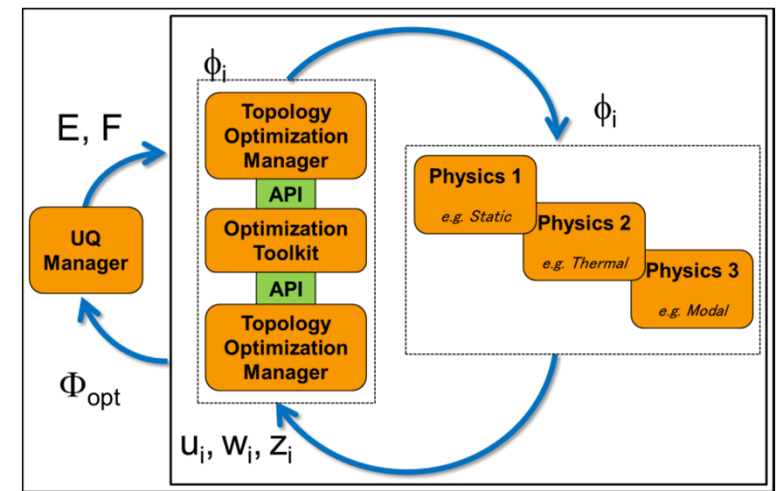 E, F
UQ
Manager
Φopt
ϕi
Topology
Optimization
Manager
API
Optimization
Toolkit
API
Topology
Optimization
Manager
ui, wi, zi
ϕi
Physics 1
e.g. Static
Physics 2
e.g. Thermal
Physics 3
e.g. Modal